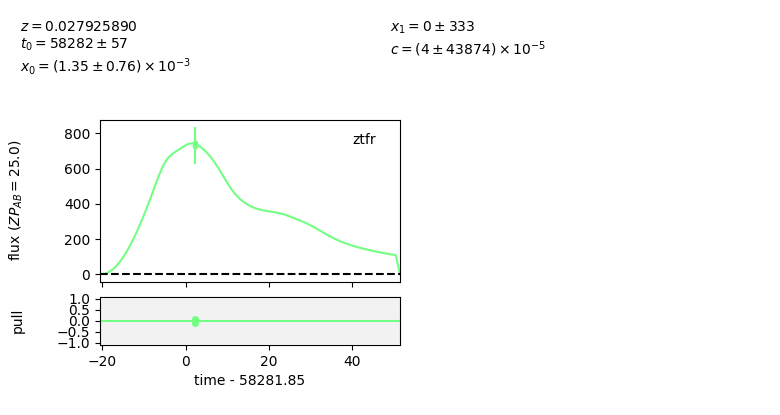 z = 0.027925890
t₀ = 58282 ± 57
x₀ = (1.35 ± 0.76) × 10⁻³
x₁ = 0 ± 333
c = (4 ± 43874) × 10⁻⁵
ztfr
flux (ZP_AB = 25.0)
800
600
400
200
0
pull
1.0
0.5
0.0
−0.5
−1.0
−20 0 20 40
time - 58281.85